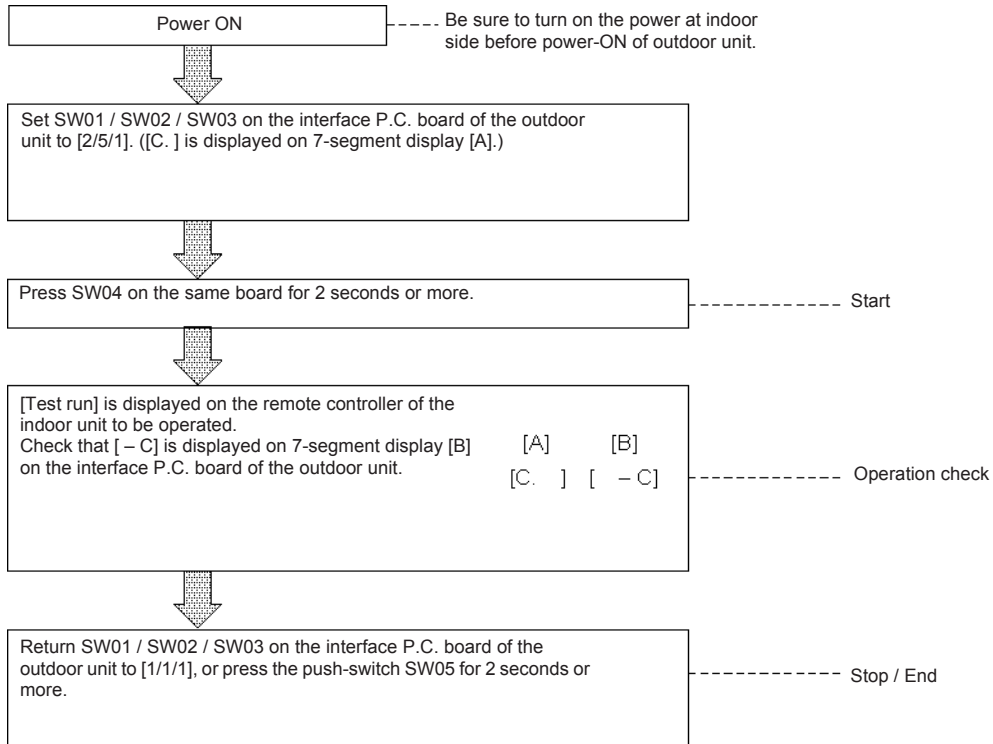 Power ON
Be sure to turn on the power at indoor
side before power-ON of outdoor unit.
Set SW01 / SW02 / SW03 on the interface P.C. board of the outdoor
unit to [2/5/1]. ([C. ] is displayed on 7-segment display [A].)
Press SW04 on the same board for 2 seconds or more.
Start
[Test run] is displayed on the remote controller of the
indoor unit to be operated.
Check that [ – C] is displayed on 7-segment display [B]
on the interface P.C. board of the outdoor unit.
[A] [B]
[C. ] [ – C]
Operation check
Return SW01 / SW02 / SW03 on the interface P.C. board of the
outdoor unit to [1/1/1], or press the push-switch SW05 for 2 seconds or
more.
Stop / End